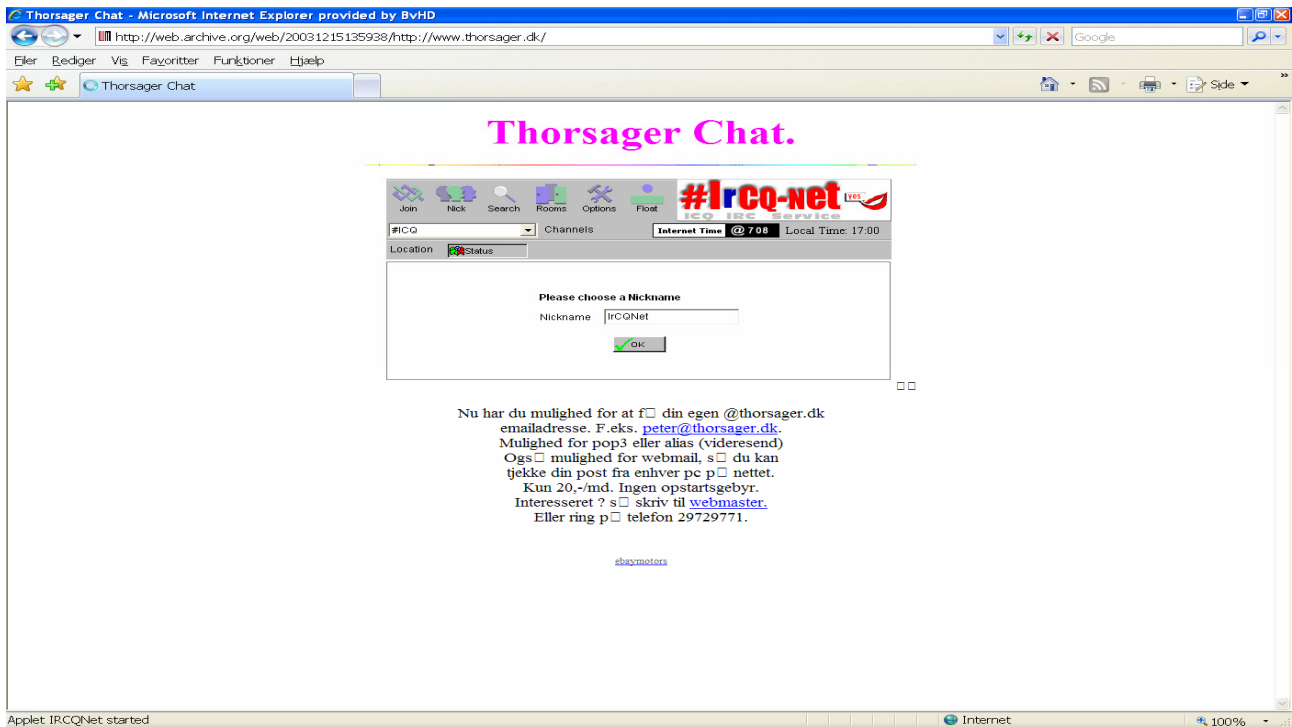 Thorsager Chat - Microsoft Internet Explorer provided by BvHD
http://web.archive.org/web/20031215135938/http://www.thorsager.dk/
Google
Filer Rediger Vis Favoritter Funktioner Hjælp
Thorsager Chat
Side
Thorsager Chat.
Join Nick Search Rooms Options Float
#IrCQ-net
yes
ICQ IRC Service
#ICQ Channels Internet Time @708 Local Time: 17:00
Location Status
Please choose a Nickname
Nickname IrCQNet
OK
□□
Nu har du mulighed for at f□ din egen @thorsager.dk
emailadresse. F.eks. peter@thorsager.dk.
Mulighed for pop3 eller alias (videresend)
Ogs□ mulighed for webmail, s□ du kan
tjekke din post fra enhver pc p□ nettet.
Kun 20,-/md. Ingen opstartsgebyr.
Interesseret ? s□ skriv til webmaster.
Eller ring p□ telefon 29729771.
ebaymotors
Applet IRCQNet started
Internet
100%